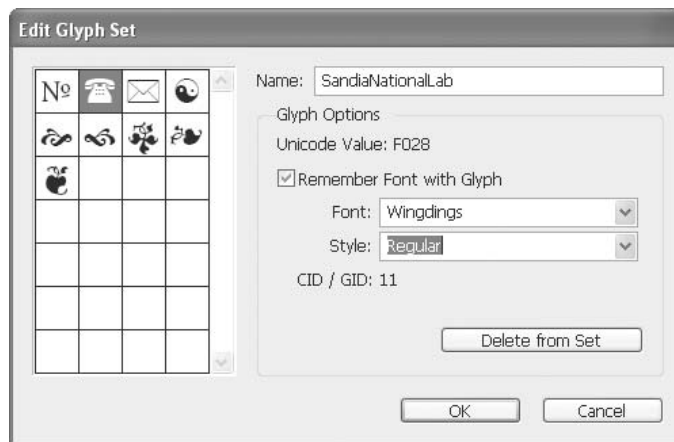 Edit Glyph Set
№
Name: SandiaNationalLab
Glyph Options
Unicode Value: F028
Remember Font with Glyph
Font: Wingdings
Style: Regular
CID / GID: 11
Delete from Set
OK Cancel